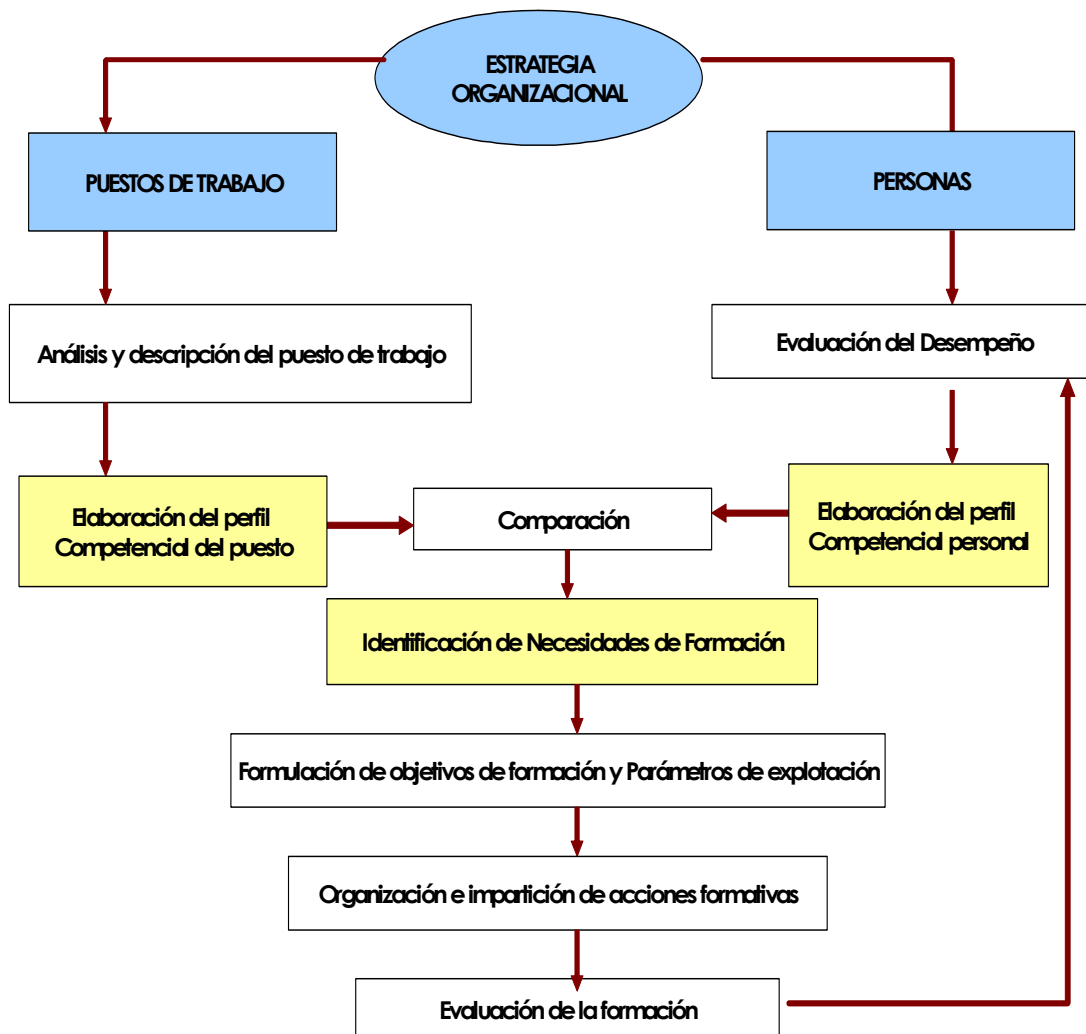 ESTRATEGIA
ORGANIZACIONAL
PUESTOS DE TRABAJO
PERSONAS
Análisis y descripción del puesto de trabajo
Evaluación del Desempeño
Elaboración del perfil
Competencial del puesto
Comparación
Elaboración del perfil
Competencial personal
Identificación de Necesidades de Formación
Formulación de objetivos de formación y Parámetros de explotación
Organización e impartición de acciones formativas
Evaluación de la formación